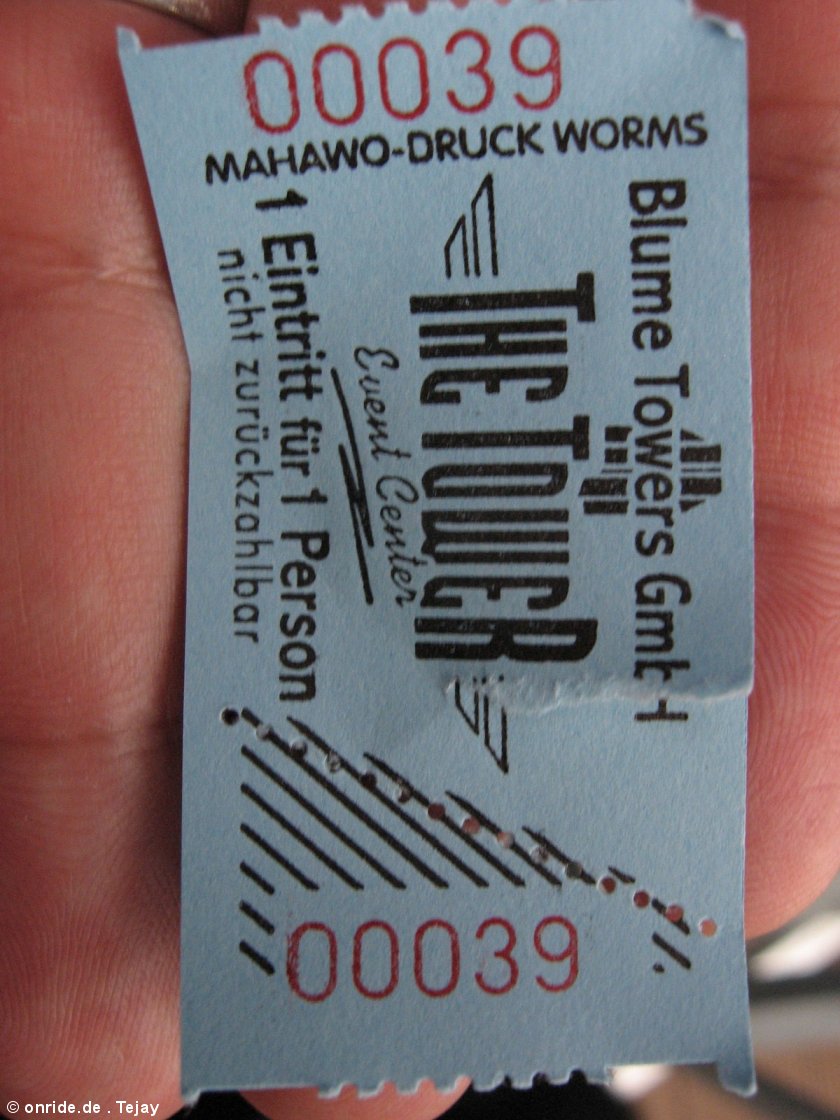 00039
MAHAWO-DRUCK WORMS
Blume Towers GmbH
THE TOWER
Event Center
1 Eintritt für 1 Person
nicht zurückzahlbar
00039
© onride.de . Tejay